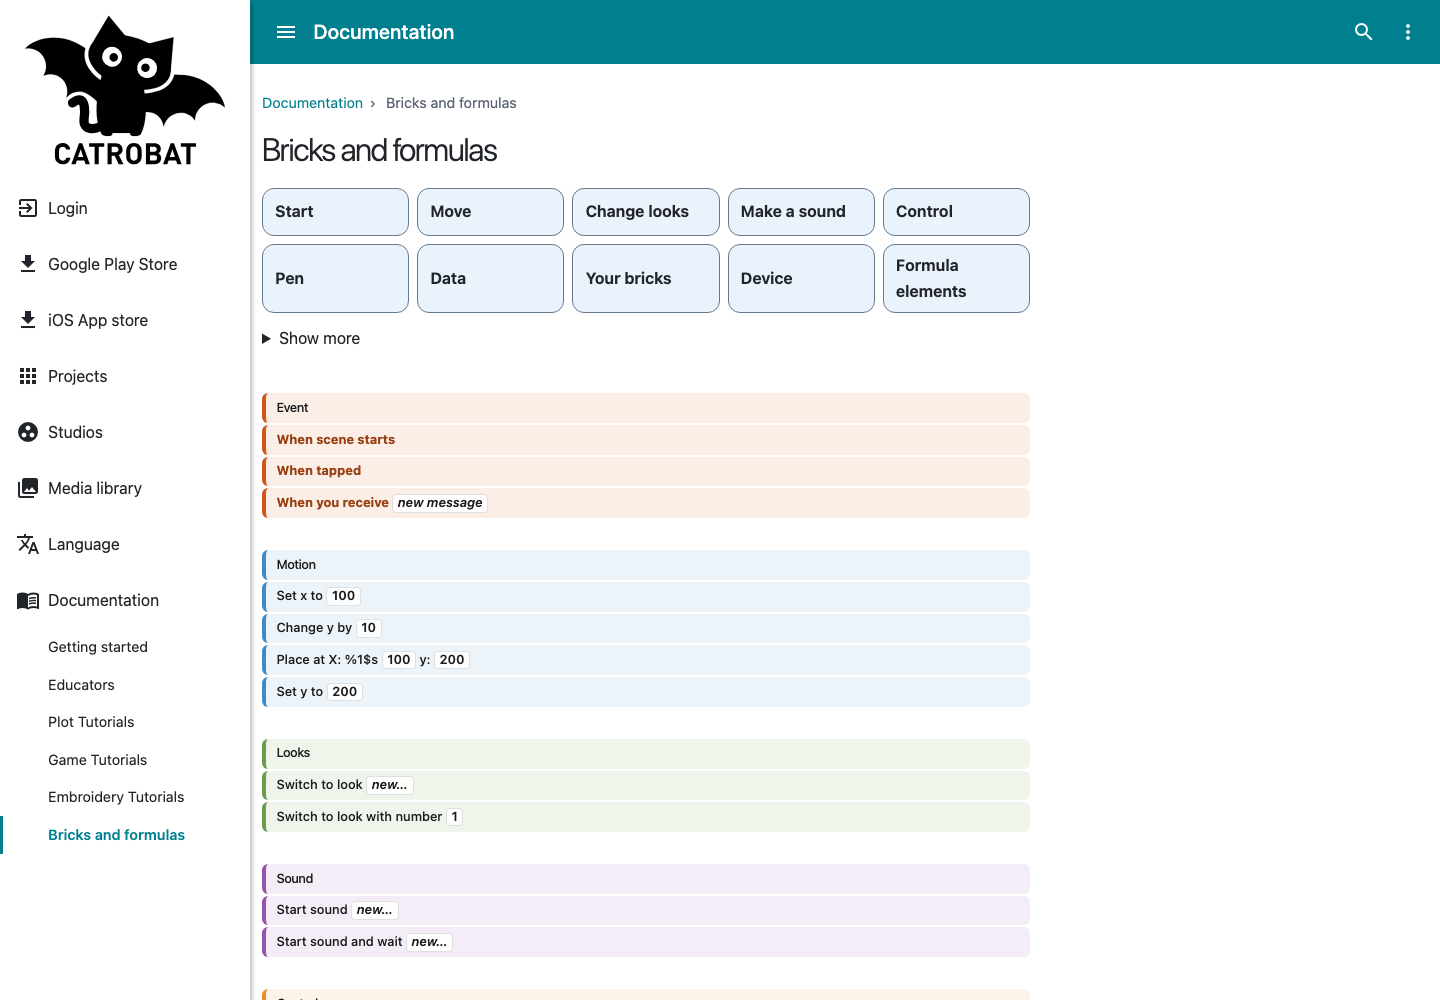 CATROBAT
Login
Google Play Store
iOS App store
Projects
Studios
Media library
Language
Documentation
Getting started
Educators
Plot Tutorials
Game Tutorials
Embroidery Tutorials
Bricks and formulas
Documentation
Documentation › Bricks and formulas
Bricks and formulas
Start
Move
Change looks
Make a sound
Control
Pen
Data
Your bricks
Device
Formula
elements
Show more
Event
When scene starts
When tapped
When you receive new message
Motion
Set x to 100
Change y by 10
Place at X: %1$s 100 y: 200
Set y to 200
Looks
Switch to look new...
Switch to look with number 1
Sound
Start sound new...
Start sound and wait new...